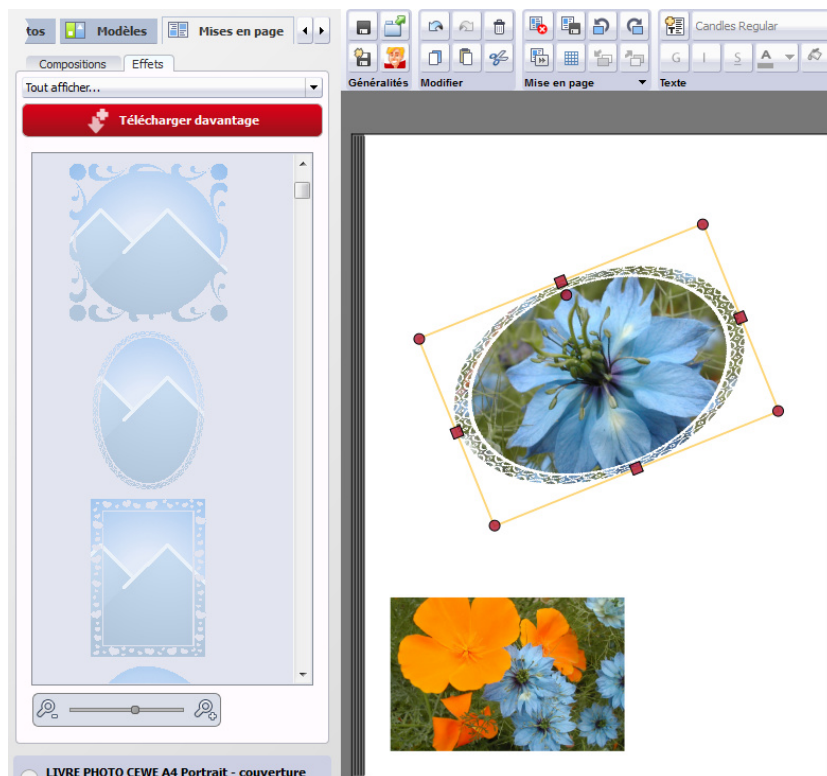 tos Modèles Mises en page
Compositions Effets
Tout afficher...
Télécharger davantage
LIVRE PHOTO CEWE A4 Portrait - couverture
Généralités Modifier Mise en page Texte
Candles Regular
G I S A